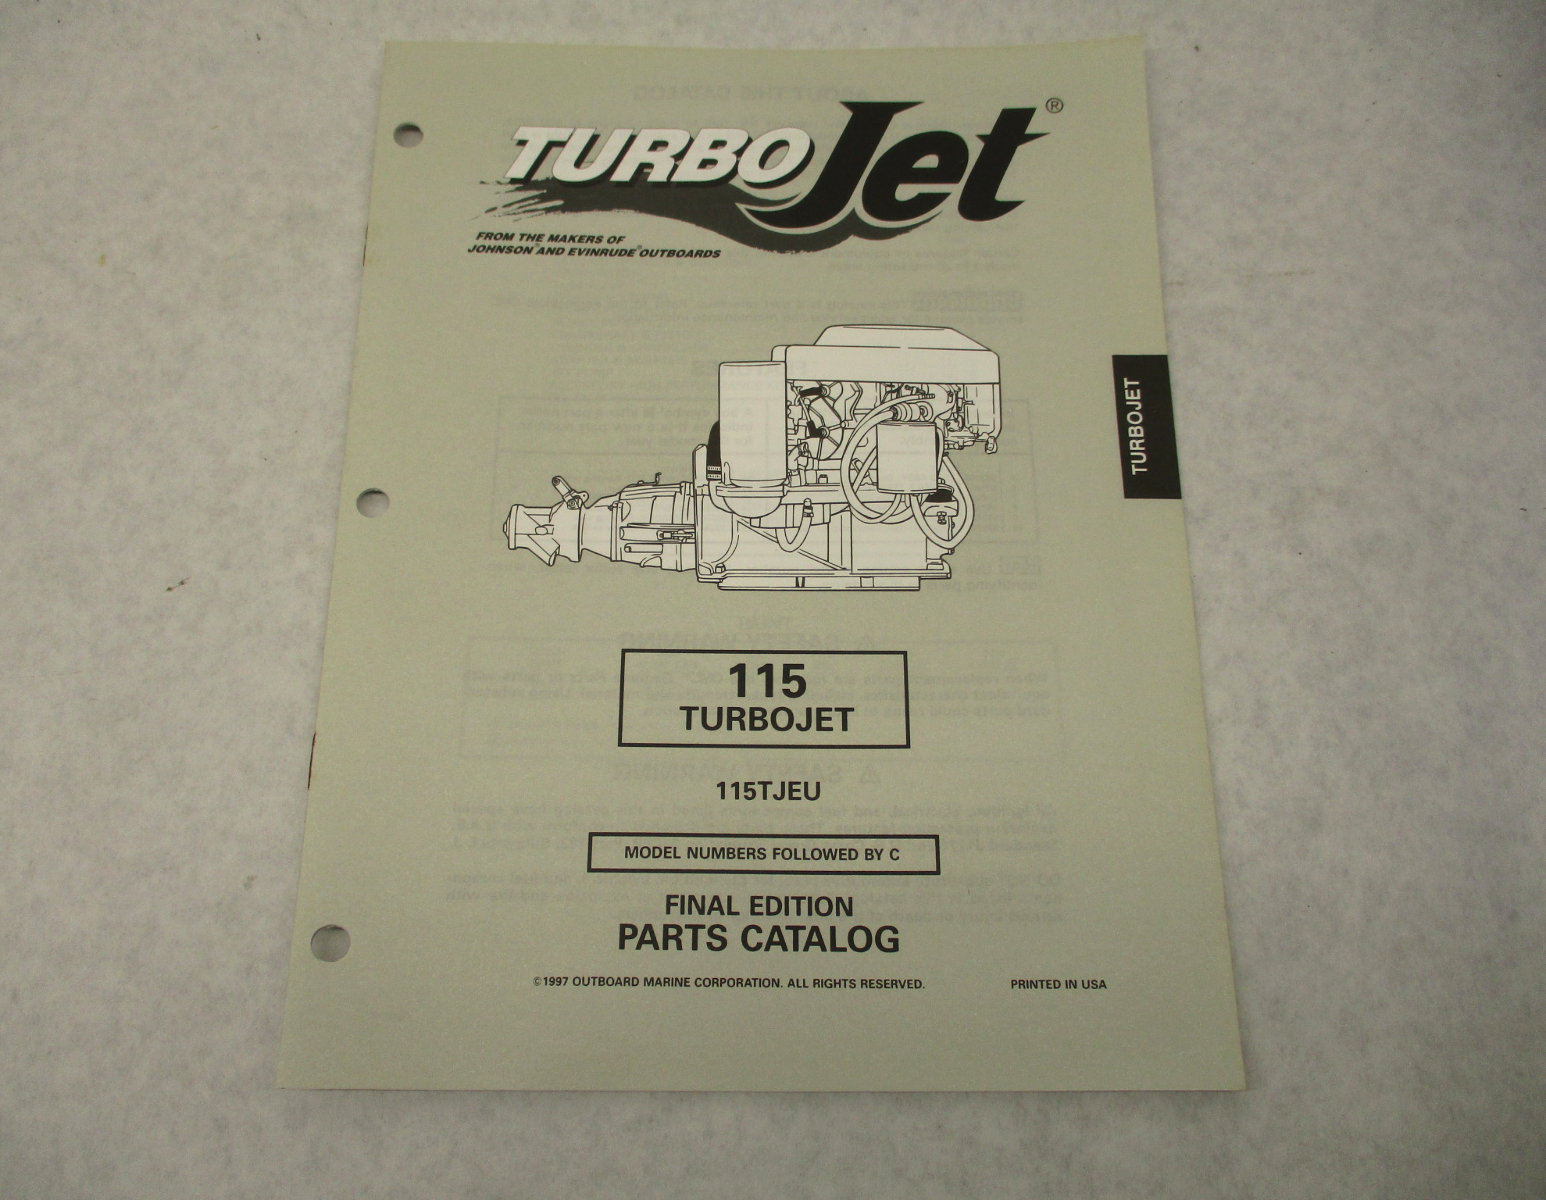 TURBOJet®
FROM THE MAKERS OF
JOHNSON® AND EVINRUDE® OUTBOARDS
TURBOJET
115
TURBOJET
115TJEU
MODEL NUMBERS FOLLOWED BY C
FINAL EDITION
PARTS CATALOG
©1997 OUTBOARD MARINE CORPORATION. ALL RIGHTS RESERVED.
PRINTED IN USA